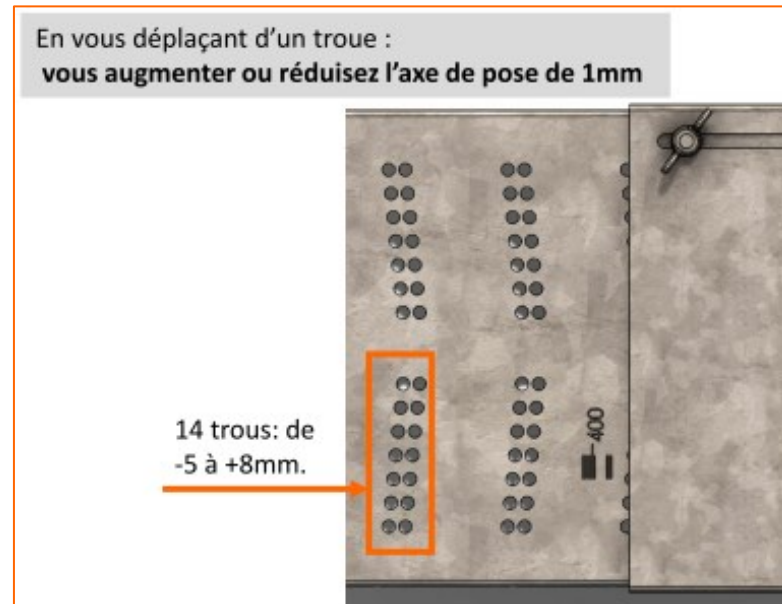 En vous déplaçant d'un troue :
vous augmenter ou réduisez l'axe de pose de 1mm
400
14 trous: de
-5 à +8mm.